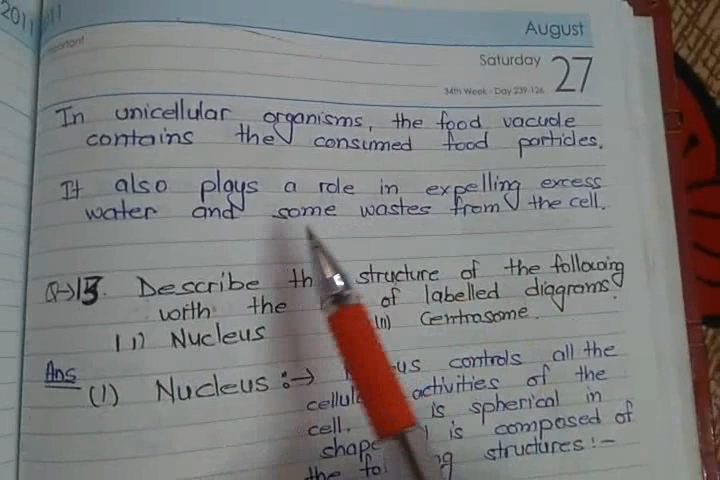 2011
August
Saturday
27
34th Week - Day 239-126
In unicellular organisms, the food vacuole
contains the consumed food particles.
It also plays a role in expelling excess
water and some wastes from the cell.
Q→13. Describe th structure of the following
with the of labelled diagrams.
(i) Nucleus (ii) Centrosome.
Ans
(i) Nucleus :→ us controls all the
cellul activities of the
cell. is spherical in
shape is composed of
the fol ng structures :-